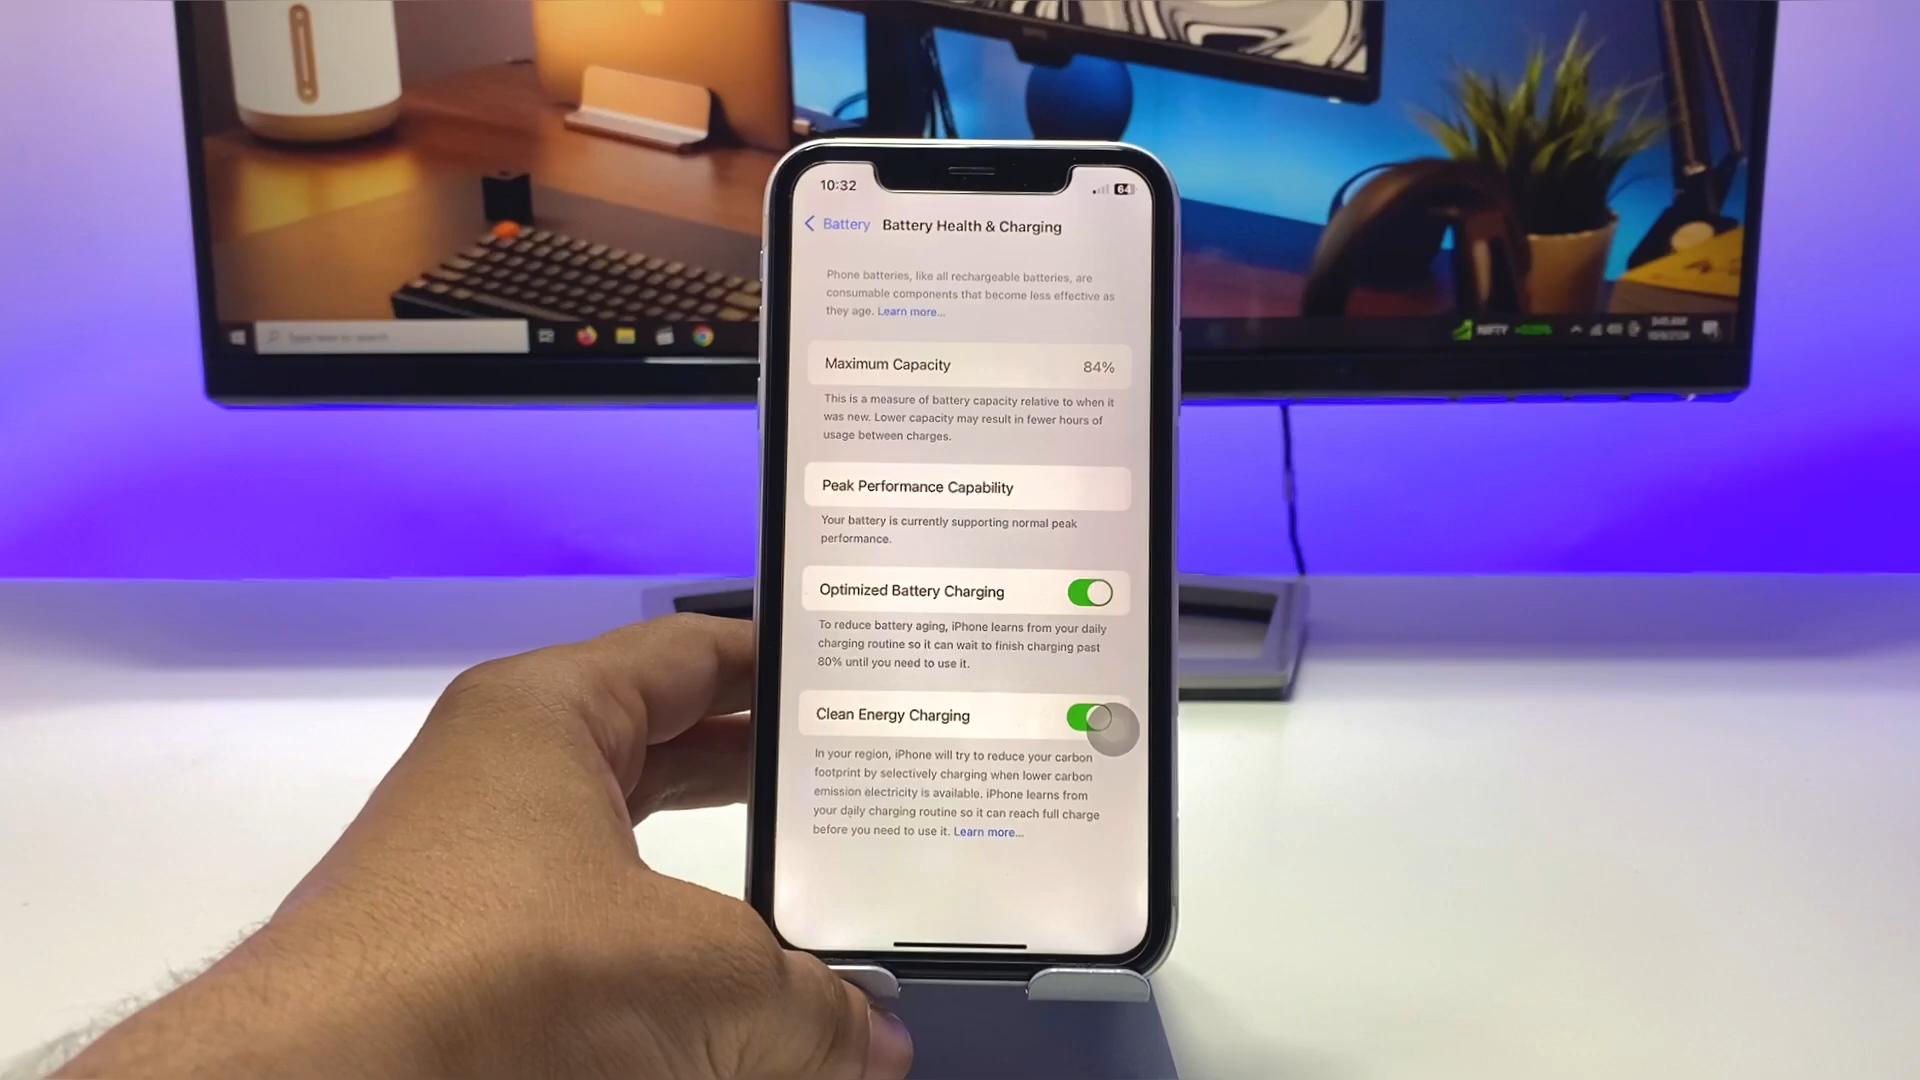 10:32
64
Battery
Battery Health & Charging
Phone batteries, like all rechargeable batteries, are
consumable components that become less effective as
they age. Learn more...
Maximum Capacity
84%
This is a measure of battery capacity relative to when it
was new. Lower capacity may result in fewer hours of
usage between charges.
Peak Performance Capability
Your battery is currently supporting normal peak
performance.
Optimized Battery Charging
To reduce battery aging, iPhone learns from your daily
charging routine so it can wait to finish charging past
80% until you need to use it.
Clean Energy Charging
In your region, iPhone will try to reduce your carbon
footprint by selectively charging when lower carbon
emission electricity is available. iPhone learns from
your daily charging routine so it can reach full charge
before you need to use it. Learn more...
Type here to search
NIFTY